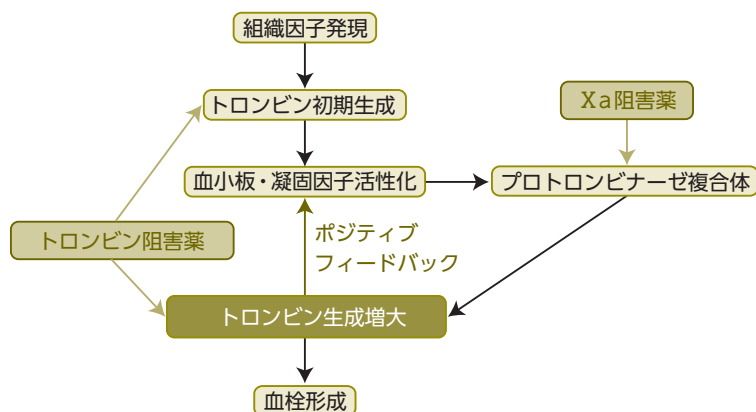 組織因子発現
トロンビン初期生成
Ⅹa阻害薬
血小板・凝固因子活性化
プロトロンビナーゼ複合体
トロンビン阻害薬
ポジティブ
フィードバック
トロンビン生成増大
血栓形成